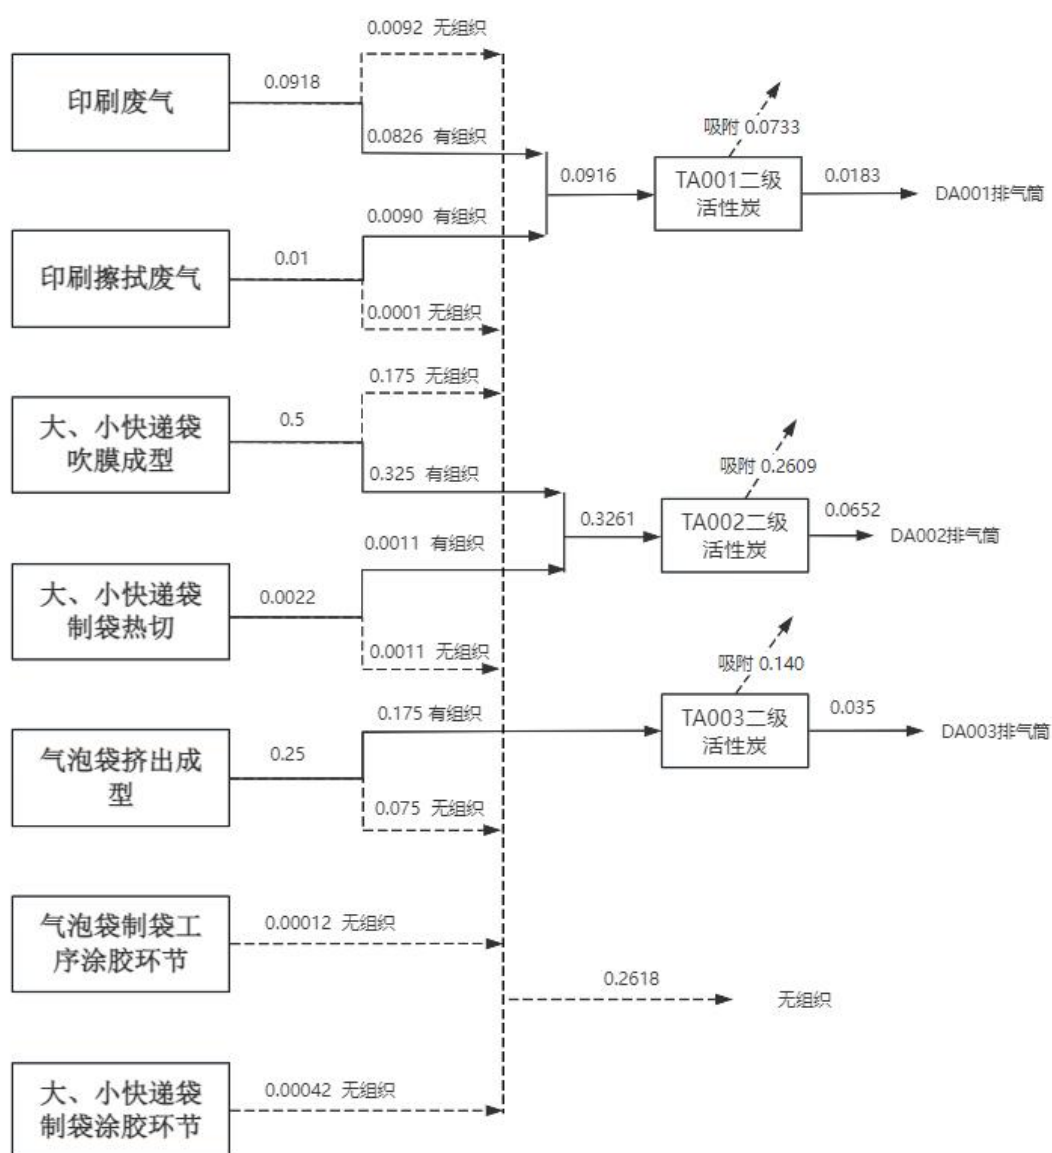 0.0092 无组织
印刷废气
0.0918
0.0826 有组织
吸附 0.0733
0.0916
TA001二级
活性炭
0.0183
DA001排气筒
0.0090 有组织
印刷擦拭废气
0.01
0.0001 无组织
0.175 无组织
大、小快递袋
吹膜成型
0.5
0.325 有组织
吸附 0.2609
0.3261
TA002二级
活性炭
0.0652
DA002排气筒
0.0011 有组织
大、小快递袋
制袋热切
0.0022
0.0011 无组织
吸附 0.140
0.175 有组织
TA003二级
活性炭
0.035
DA003排气筒
气泡袋挤出成
型
0.25
0.075 无组织
气泡袋制袋工
序涂胶环节
0.00012 无组织
0.2618
无组织
大、小快递袋
制袋涂胶环节
0.00042 无组织